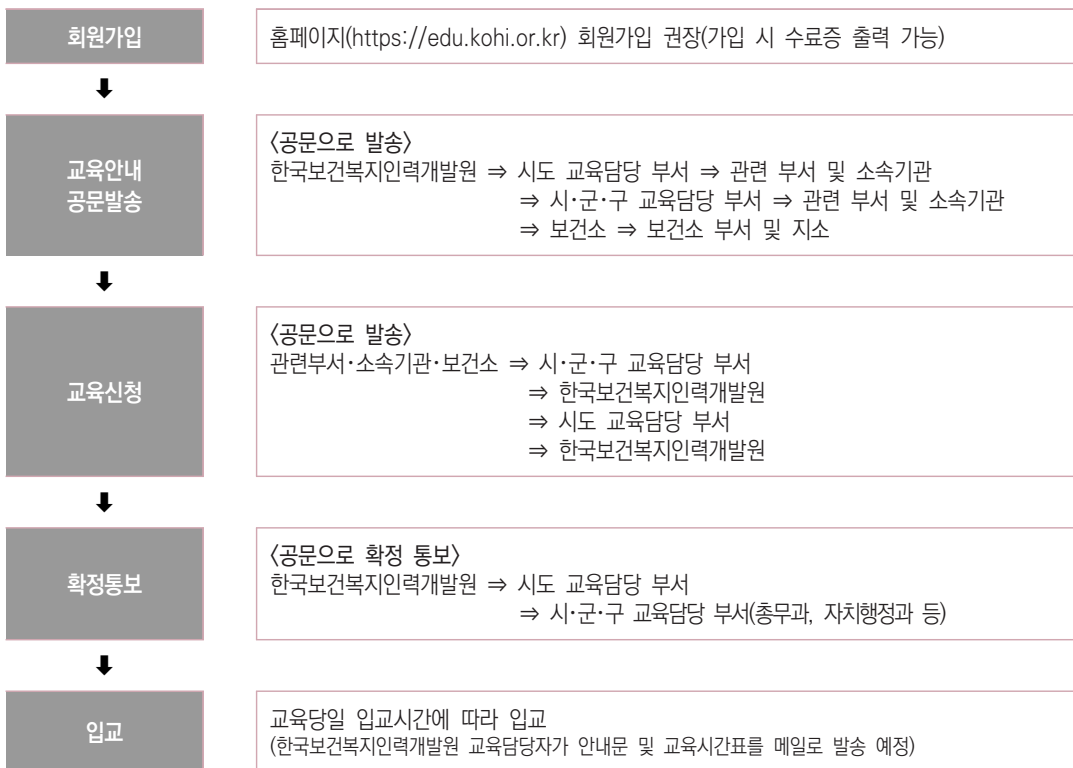 회원가입
홈페이지(https://edu.kohi.or.kr) 회원가입 권장(가입 시 수료증 출력 가능)
⬇
교육안내
공문발송
〈공문으로 발송〉
한국보건복지인력개발원 ⇒ 시도 교육담당 부서 ⇒ 관련 부서 및 소속기관
⇒ 시·군·구 교육담당 부서 ⇒ 관련 부서 및 소속기관
⇒ 보건소 ⇒ 보건소 부서 및 지소
⬇
교육신청
〈공문으로 발송〉
관련부서·소속기관·보건소 ⇒ 시·군·구 교육담당 부서
⇒ 한국보건복지인력개발원
⇒ 시도 교육담당 부서
⇒ 한국보건복지인력개발원
⬇
확정통보
〈공문으로 확정 통보〉
한국보건복지인력개발원 ⇒ 시도 교육담당 부서
⇒ 시·군·구 교육담당 부서(총무과, 자치행정과 등)
⬇
입교
교육당일 입교시간에 따라 입교
(한국보건복지인력개발원 교육담당자가 안내문 및 교육시간표를 메일로 발송 예정)